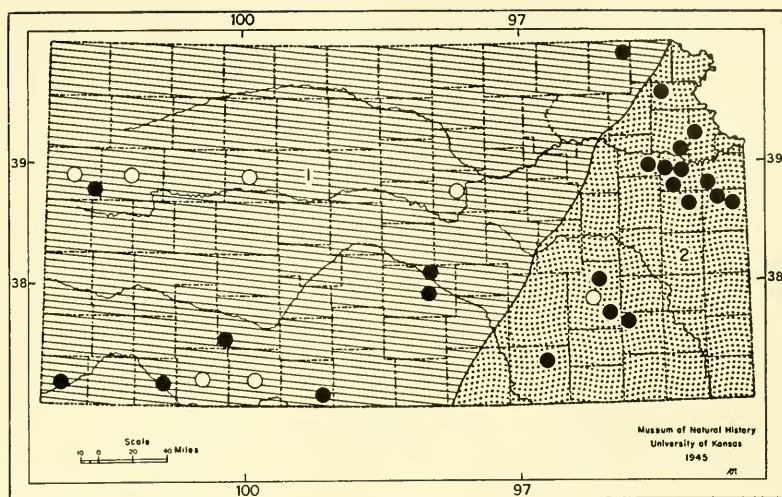 100 97
39 39
1
38 38
2
Scale
10 0 20 40 Miles
Museum of Natural History
University of Kansas
1945
100 97